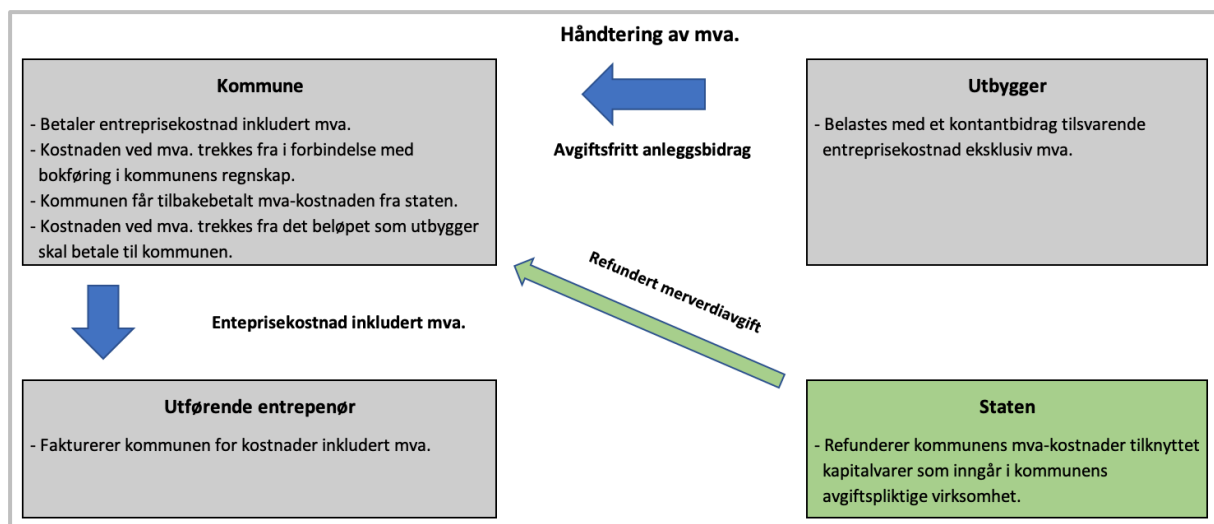 Håndtering av mva.
Kommune
- Betaler entreprisekostnad inkludert mva.
- Kostnaden ved mva. trekkes fra i forbindelse med
bokføring i kommunens regnskap.
- Kommunen får tilbakebetalt mva-kostnaden fra staten.
- Kostnaden ved mva. trekkes fra det beløpet som utbygger
skal betale til kommunen.
Avgiftsfritt anleggsbidrag
Utbygger
- Belastes med et kontantbidrag tilsvarende
entreprisekostnad eksklusiv mva.
Refundert merverdiavgift
Enteprisekostnad inkludert mva.
Utførende entrepenør
- Fakturerer kommunen for kostnader inkludert mva.
Staten
- Refunderer kommunens mva-kostnader tilknyttet
kapitalvarer som inngår i kommunens
avgiftspliktige virksomhet.